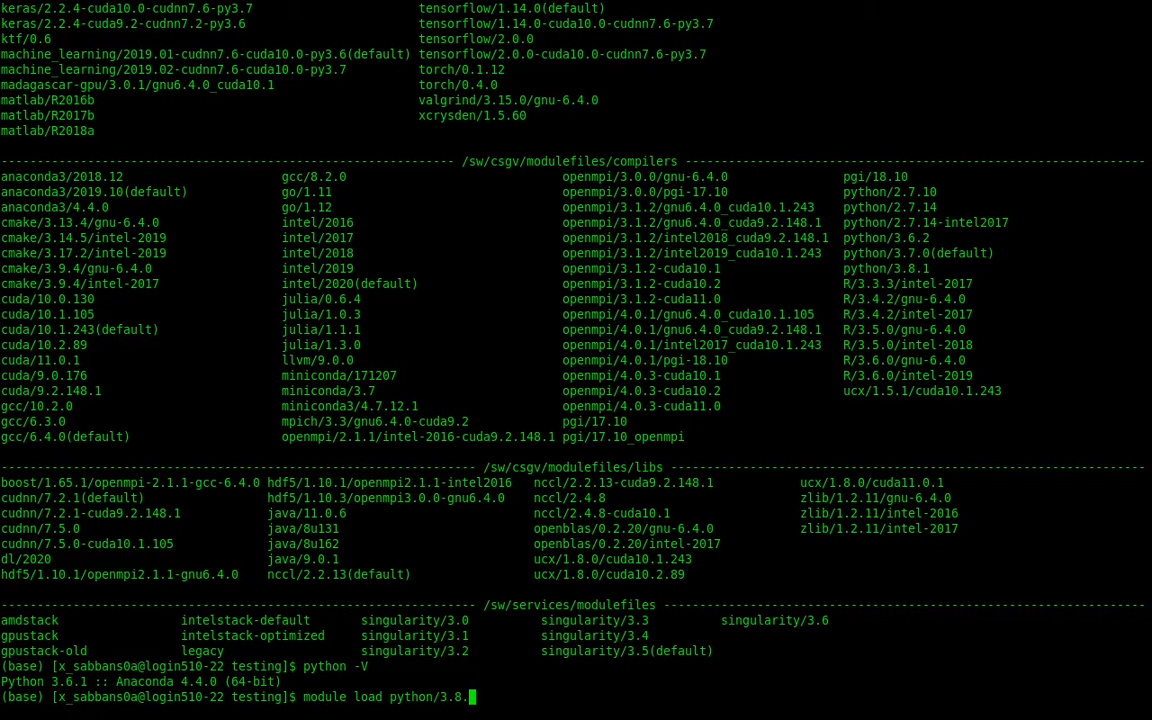 keras/2.2.4-cuda10.0-cudnn7.6-py3.7 tensorflow/1.14.0(default)
keras/2.2.4-cuda9.2-cudnn7.2-py3.6 tensorflow/1.14.0-cuda10.0-cudnn7.6-py3.7
ktf/0.6 tensorflow/2.0.0
machine_learning/2019.01-cudnn7.6-cuda10.0-py3.6(default) tensorflow/2.0.0-cuda10.0-cudnn7.6-py3.7
machine_learning/2019.02-cudnn7.6-cuda10.0-py3.7 torch/0.1.12
madagascar-gpu/3.0.1/gnu6.4.0_cuda10.1 torch/0.4.0
matlab/R2016b valgrind/3.15.0/gnu-6.4.0
matlab/R2017b xcrysden/1.5.60
matlab/R2018a
--------------------------------------------------------------- /sw/csgv/modulefiles/compilers ----------------------------------------------------------------
anaconda3/2018.12 gcc/8.2.0 openmpi/3.0.0/gnu-6.4.0 pgi/18.10
anaconda3/2019.10(default) go/1.11 openmpi/3.0.0/pgi-17.10 python/2.7.10
anaconda3/4.4.0 go/1.12 openmpi/3.1.2/gnu6.4.0_cuda10.1.243 python/2.7.14
cmake/3.13.4/gnu-6.4.0 intel/2016 openmpi/3.1.2/gnu6.4.0_cuda9.2.148.1 python/2.7.14-intel2017
cmake/3.14.5/intel-2019 intel/2017 openmpi/3.1.2/intel2018_cuda9.2.148.1 python/3.6.2
cmake/3.17.2/intel-2019 intel/2018 openmpi/3.1.2/intel2019_cuda10.1.243 python/3.7.0(default)
cmake/3.9.4/gnu-6.4.0 intel/2019 openmpi/3.1.2-cuda10.1 python/3.8.1
cmake/3.9.4/intel-2017 intel/2020(default) openmpi/3.1.2-cuda10.2 R/3.3.3/intel-2017
cuda/10.0.130 julia/0.6.4 openmpi/3.1.2-cuda11.0 R/3.4.2/gnu-6.4.0
cuda/10.1.105 julia/1.0.3 openmpi/4.0.1/gnu6.4.0_cuda10.1.105 R/3.4.2/intel-2017
cuda/10.1.243(default) julia/1.1.1 openmpi/4.0.1/gnu6.4.0_cuda9.2.148.1 R/3.5.0/gnu-6.4.0
cuda/10.2.89 julia/1.3.0 openmpi/4.0.1/intel2017_cuda10.1.243 R/3.5.0/intel-2018
cuda/11.0.1 llvm/9.0.0 openmpi/4.0.1/pgi-18.10 R/3.6.0/gnu-6.4.0
cuda/9.0.176 miniconda/171207 openmpi/4.0.3-cuda10.1 R/3.6.0/intel-2019
cuda/9.2.148.1 miniconda/3.7 openmpi/4.0.3-cuda10.2 ucx/1.5.1/cuda10.1.243
gcc/10.2.0 miniconda3/4.7.12.1 openmpi/4.0.3-cuda11.0
gcc/6.3.0 mpich/3.3/gnu6.4.0-cuda9.2 pgi/17.10
gcc/6.4.0(default) openmpi/2.1.1/intel-2016-cuda9.2.148.1 pgi/17.10_openmpi
------------------------------------------------------------------ /sw/csgv/modulefiles/libs ------------------------------------------------------------------
boost/1.65.1/openmpi-2.1.1-gcc-6.4.0 hdf5/1.10.1/openmpi2.1.1-intel2016 nccl/2.2.13-cuda9.2.148.1 ucx/1.8.0/cuda11.0.1
cudnn/7.2.1(default) hdf5/1.10.3/openmpi3.0.0-gnu6.4.0 nccl/2.4.8 zlib/1.2.11/gnu-6.4.0
cudnn/7.2.1-cuda9.2.148.1 java/11.0.6 nccl/2.4.8-cuda10.1 zlib/1.2.11/intel-2016
cudnn/7.5.0 java/8u131 openblas/0.2.20/gnu-6.4.0 zlib/1.2.11/intel-2017
cudnn/7.5.0-cuda10.1.105 java/8u162 openblas/0.2.20/intel-2017
dl/2020 java/9.0.1 ucx/1.8.0/cuda10.1.243
hdf5/1.10.1/openmpi2.1.1-gnu6.4.0 nccl/2.2.13(default) ucx/1.8.0/cuda10.2.89
------------------------------------------------------------------ /sw/services/modulefiles -------------------------------------------------------------------
amdstack intelstack-default singularity/3.0 singularity/3.3 singularity/3.6
gpustack intelstack-optimized singularity/3.1 singularity/3.4
gpustack-old legacy singularity/3.2 singularity/3.5(default)
(base) [x_sabbans0a@login510-22 testing]$ python -V
Python 3.6.1 :: Anaconda 4.4.0 (64-bit)
(base) [x_sabbans0a@login510-22 testing]$ module load python/3.8.